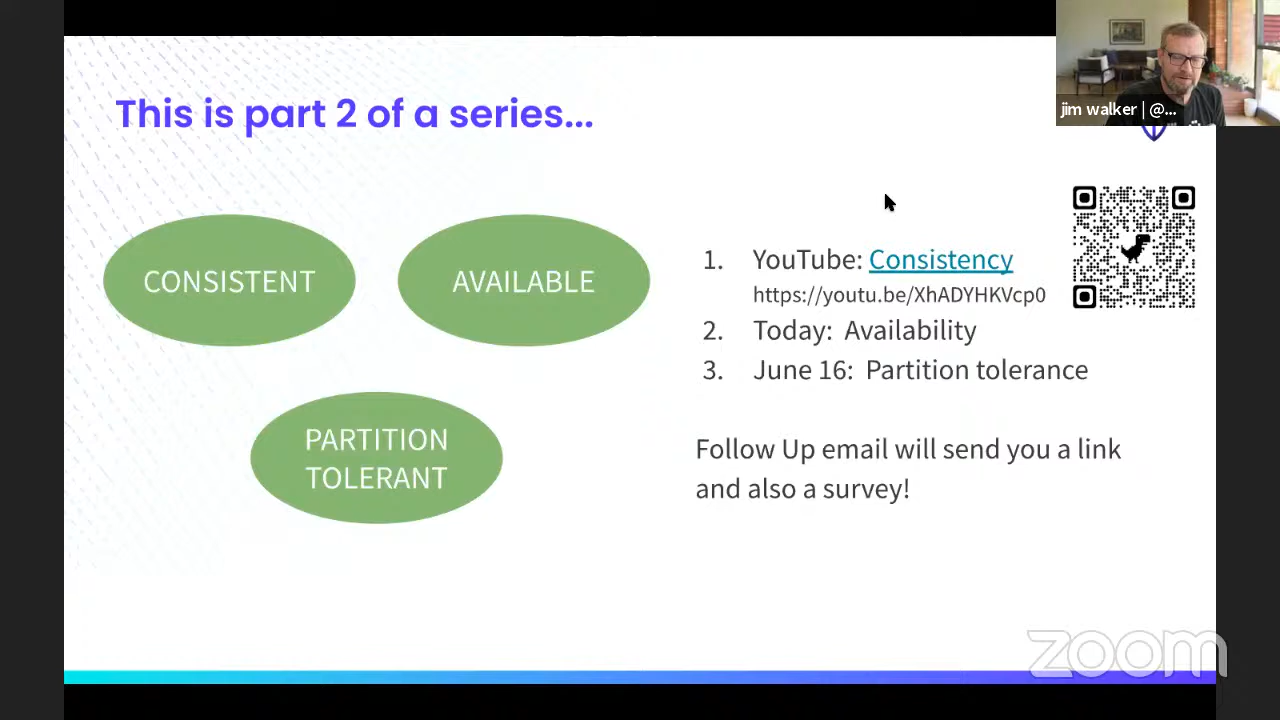 This is part 2 of a series...
jim walker | @...
CONSISTENT
AVAILABLE
PARTITION
TOLERANT
1. YouTube: Consistency
https://youtu.be/XhADYHKVcp0
2. Today: Availability
3. June 16: Partition tolerance
Follow Up email will send you a link
and also a survey!
zoom